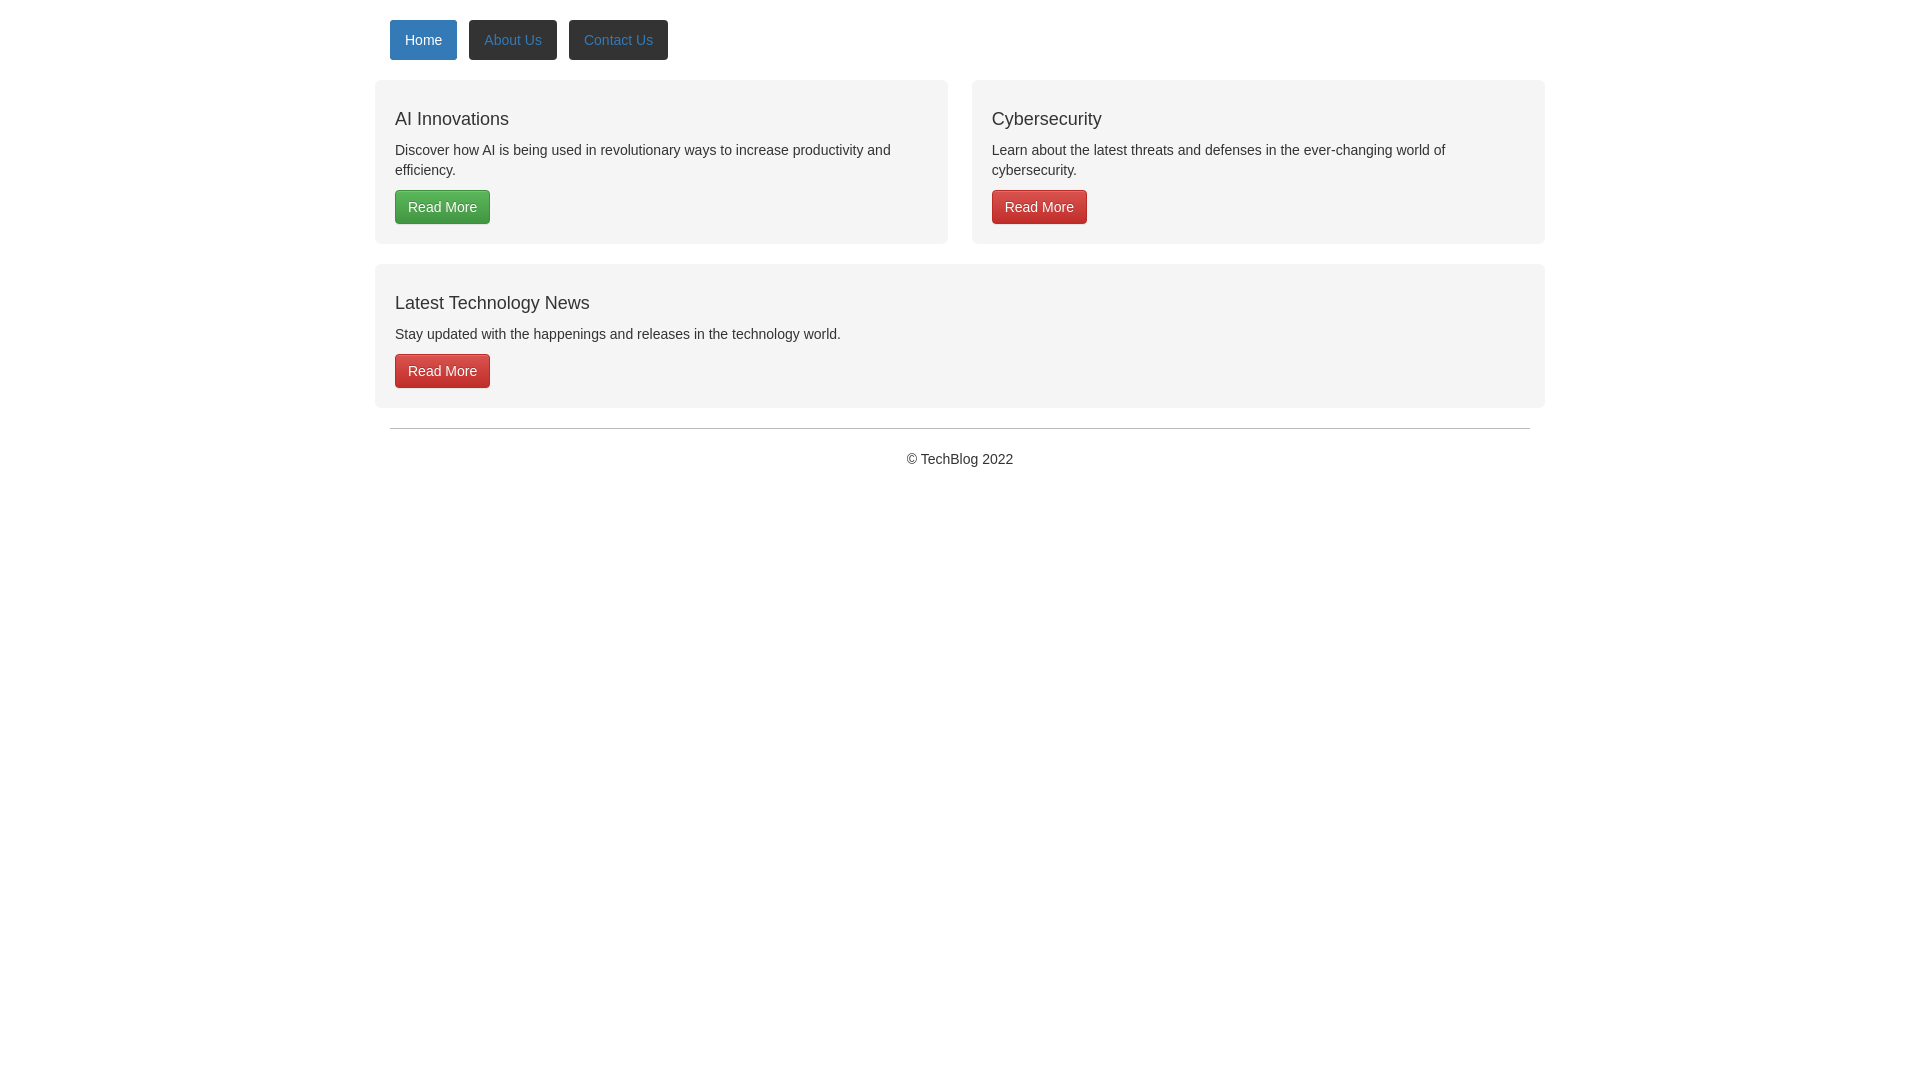 Home
About Us
Contact Us
AI Innovations
Discover how AI is being used in revolutionary ways to increase productivity and
efficiency.
Read More
Cybersecurity
Learn about the latest threats and defenses in the ever-changing world of
cybersecurity.
Read More
Latest Technology News
Stay updated with the happenings and releases in the technology world.
Read More
© TechBlog 2022